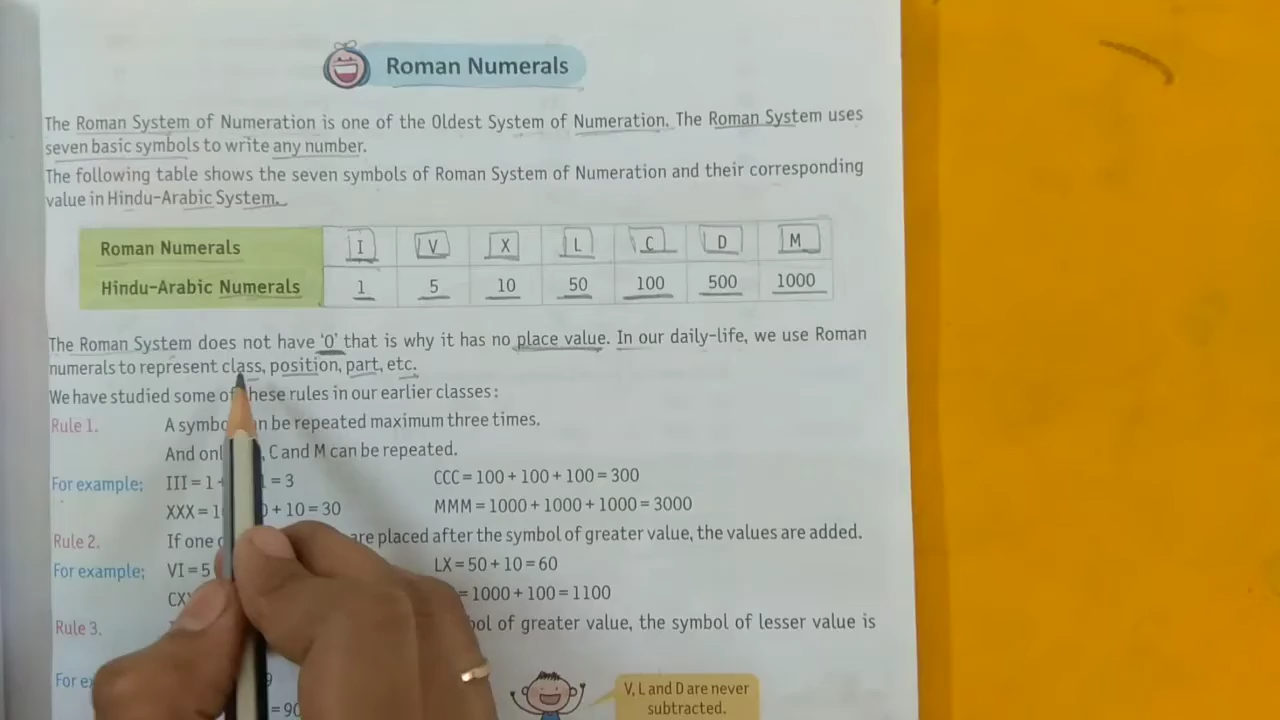 Roman Numerals
The Roman System of Numeration is one of the Oldest System of Numeration. The Roman System uses
seven basic symbols to write any number.
The following table shows the seven symbols of Roman System of Numeration and their corresponding
value in Hindu-Arabic System.
Roman Numerals I V X L C D M
Hindu-Arabic Numerals 1 5 10 50 100 500 1000
The Roman System does not have '0' that is why it has no place value. In our daily-life, we use Roman
numerals to represent class, position, part, etc.
We have studied some of these rules in our earlier classes :
Rule 1. A symbol can be repeated maximum three times.
And only , C and M can be repeated.
For example; III = 1 + = 3 CCC = 100 + 100 + 100 = 300
XXX = 10 + 10 = 30 MMM = 1000 + 1000 + 1000 = 3000
Rule 2. If one are placed after the symbol of greater value, the values are added.
For example; VI = 5 LX = 50 + 10 = 60
= 1000 + 100 = 1100
Rule 3. of greater value, the symbol of lesser value is
= 90
V, L and D are never
subtracted.